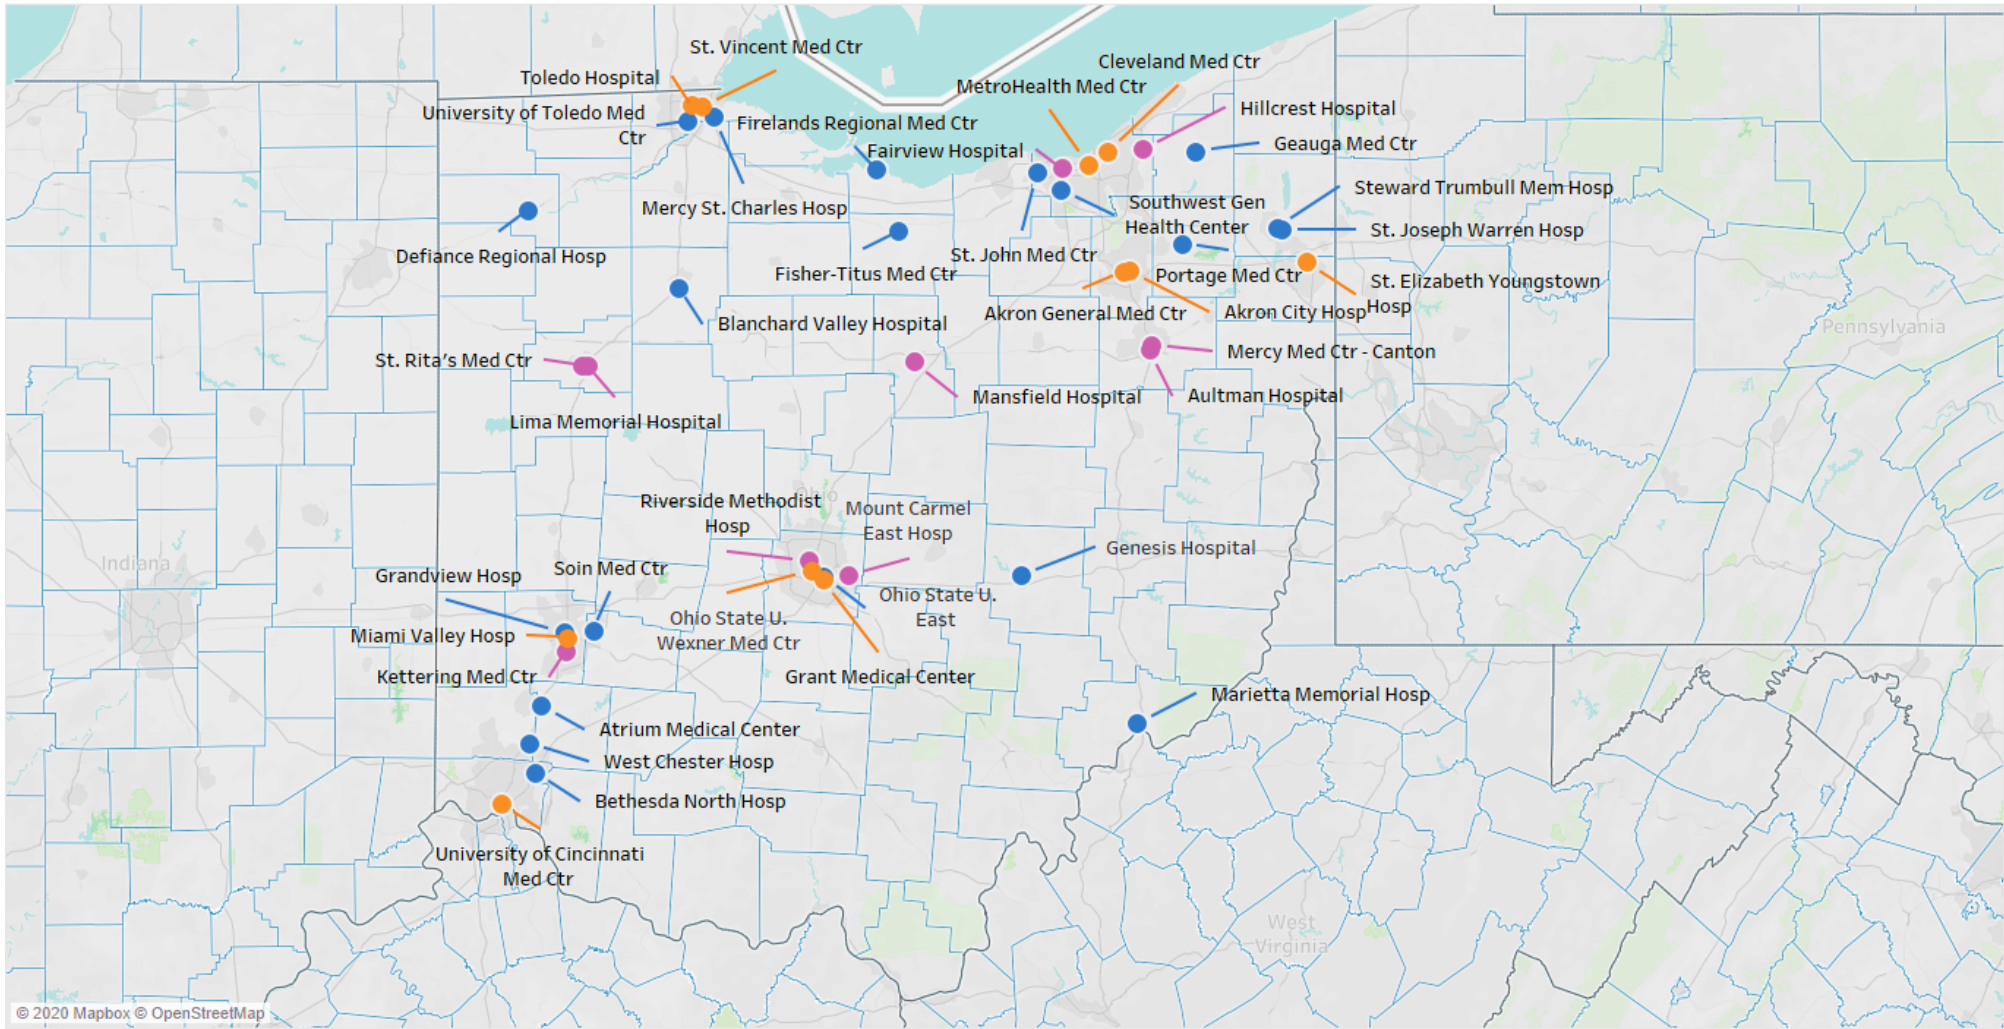 St. Vincent Med Ctr
Toledo Hospital
Cleveland Med Ctr
MetroHealth Med Ctr
University of Toledo Med
Ctr
Firelands Regional Med Ctr
Hillcrest Hospital
Fairview Hospital
Geauga Med Ctr
Steward Trumbull Mem Hosp
Mercy St. Charles Hosp
Southwest Gen
Health Center
St. Joseph Warren Hosp
Defiance Regional Hosp
St. John Med Ctr
Fisher-Titus Med Ctr
Portage Med Ctr
St. Elizabeth Youngstown
Hosp
Akron General Med Ctr
Akron City Hosp
Blanchard Valley Hospital
Pennsylvania
St. Rita’s Med Ctr
Mercy Med Ctr - Canton
Mansfield Hospital
Aultman Hospital
Lima Memorial Hospital
Ohio
Riverside Methodist
Hosp
Mount Carmel
East Hosp
Genesis Hospital
Indiana
Grandview Hosp
Soin Med Ctr
Ohio State U.
East
Ohio State U.
Wexner Med Ctr
Miami Valley Hosp
Kettering Med Ctr
Grant Medical Center
Marietta Memorial Hosp
Atrium Medical Center
West Chester Hosp
Bethesda North Hosp
University of Cincinnati
Med Ctr
West
Virginia
© 2020 Mapbox © OpenStreetMap